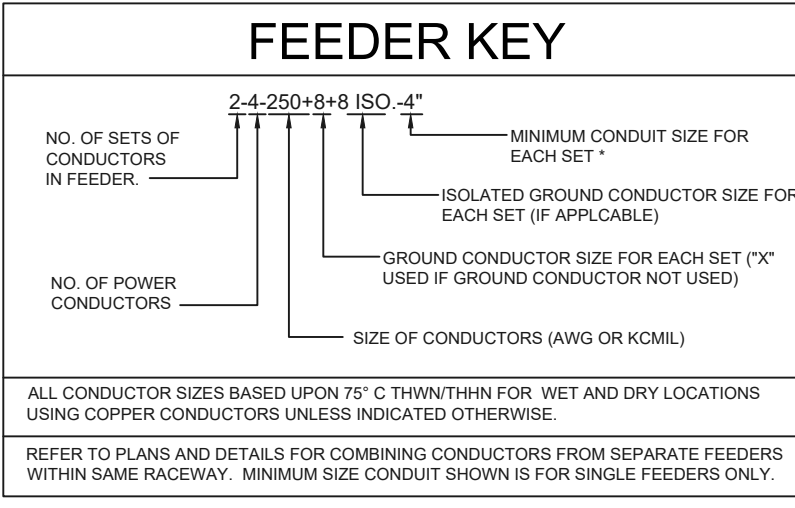 FEEDER KEY
2-4-250+8+8 ISO.-4"
NO. OF SETS OF
CONDUCTORS
IN FEEDER.
MINIMUM CONDUIT SIZE FOR
EACH SET *
ISOLATED GROUND CONDUCTOR SIZE FOR
EACH SET (IF APPLCABLE)
GROUND CONDUCTOR SIZE FOR EACH SET ("X"
USED IF GROUND CONDUCTOR NOT USED)
NO. OF POWER
CONDUCTORS
SIZE OF CONDUCTORS (AWG OR KCMIL)
ALL CONDUCTOR SIZES BASED UPON 75° C THWN/THHN FOR WET AND DRY LOCATIONS
USING COPPER CONDUCTORS UNLESS INDICATED OTHERWISE.
REFER TO PLANS AND DETAILS FOR COMBINING CONDUCTORS FROM SEPARATE FEEDERS
WITHIN SAME RACEWAY. MINIMUM SIZE CONDUIT SHOWN IS FOR SINGLE FEEDERS ONLY.